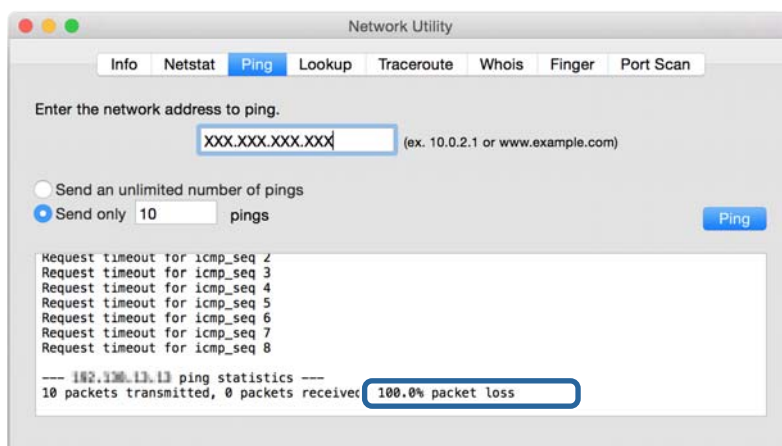 Network Utility
Info Netstat Ping Lookup Traceroute Whois Finger Port Scan
Enter the network address to ping.
XXX.XXX.XXX.XXX (ex. 10.0.2.1 or www.example.com)
Send an unlimited number of pings
Send only 10 pings
Ping
Request timeout for icmp_seq 2
Request timeout for icmp_seq 3
Request timeout for icmp_seq 4
Request timeout for icmp_seq 5
Request timeout for icmp_seq 6
Request timeout for icmp_seq 7
Request timeout for icmp_seq 8
--- ping statistics ---
10 packets transmitted, 0 packets received 100.0% packet loss